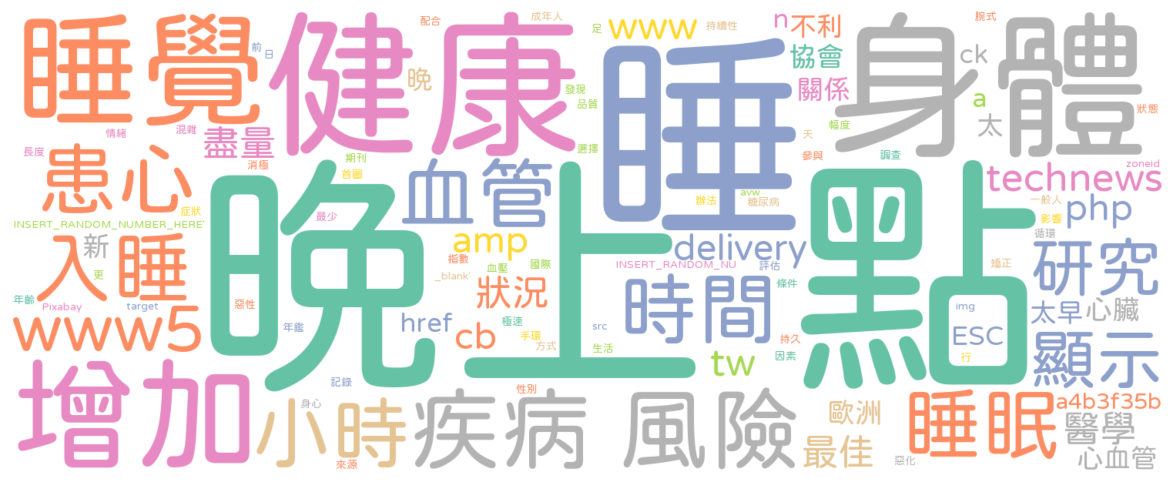 睡覺
健康
睡
身體
www
配合
成年人
足
持續性
n
不利
腕式
協會
ck
前
日
晚
關係
發現
品質
a
太
狀態
幅度
情緒
混雜
盡量
天
長度
消極
期刊
首圖
選擇
參與
調查
患心
血管
technews
zoneid
症狀
最少
辦法
avw
糖尿病
一般人
php
影響
INSERT_RANDOM_NUMBER_HERE'
新
晚上
點
amp
delivery
循環
入睡
更
指數
_blank'
血壓
國際
INSERT_RANDOM_NU
評估
矯正
研究
年齡
Pixabay
target
惡性
狀況
時間
條件
img
太早
心臟
www5
href
年鑑
cb
極速
手環
方式
src
生活
持久
因素
ESC
行
顯示
tw
增加
記錄
身心
小時
性別
疾病
風險
歐洲
最佳
睡眠
a4b3f35b
醫學
來源
惡化
心血管